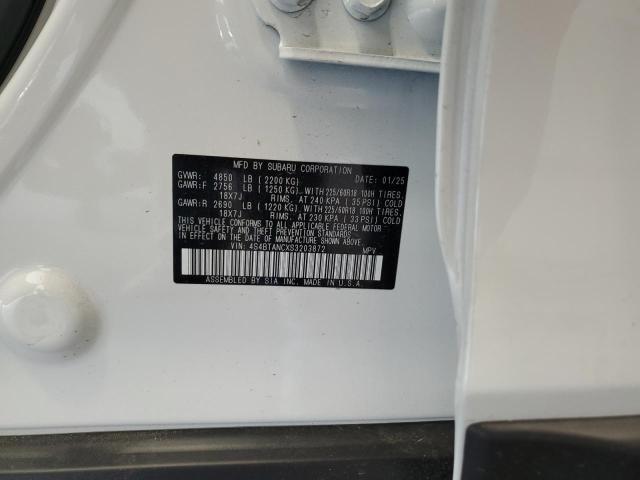 MFD BY SUBARU CORPORATION
GVWR: 4850 LB (2200 KG) DATE: 01/25
GAWR:F 2756 LB (1250 KG), WITH 225/60R18 100H TIRES.
18X7J RIMS. AT 240 KPA (35 PSI) COLD
GAWR:R 2690 LB (1220 KG), WITH 225/60R18 100H TIRES.
18X7J RIMS. AT 230 KPA (33 PSI) COLD
THIS VEHICLE CONFORMS TO ALL APPLICABLE FEDERAL MOTOR
VEHICLE SAFETY AND THEFT PREVENTION STANDARDS IN EFFECT
ON THE DATE OF MANUFACTURE SHOWN ABOVE.
VIN: 4S4BTANCXS3203872 MPV
ASSEMBLED BY SIA INC. MADE IN U.S.A.